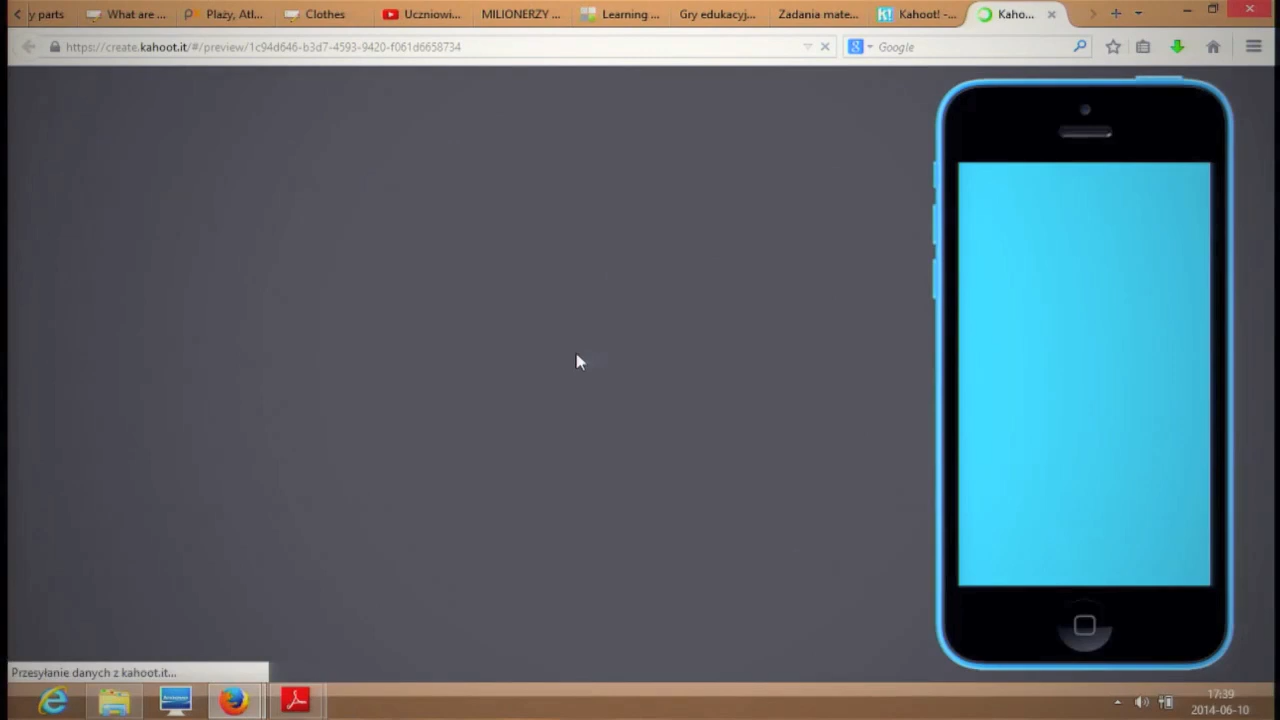 y parts
What are ...
Plaży, Atl...
Clothes
Uczniowi...
MILIONERZY ...
Learning ...
Gry edukacyj...
Zadania mate...
K! Kahoot! -...
Kaho...
https://create.kahoot.it/#/preview/1c94d646-b3d7-4593-9420-f061d6658734
8 Google
Przesyłanie danych z kahoot.it...
17:39
2014-06-10